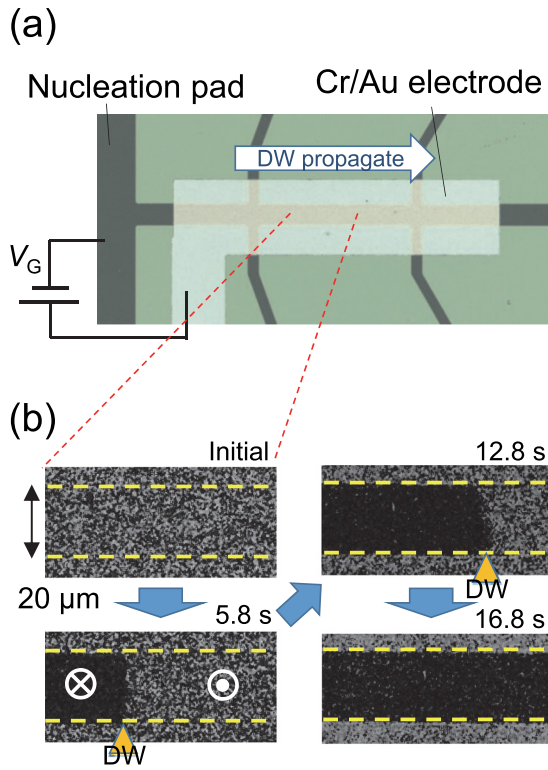 (a)
Nucleation pad
Cr/Au electrode
DW propagate
VG
(b)
Initial
12.8 s
20 μm
DW
5.8 s
16.8 s
DW